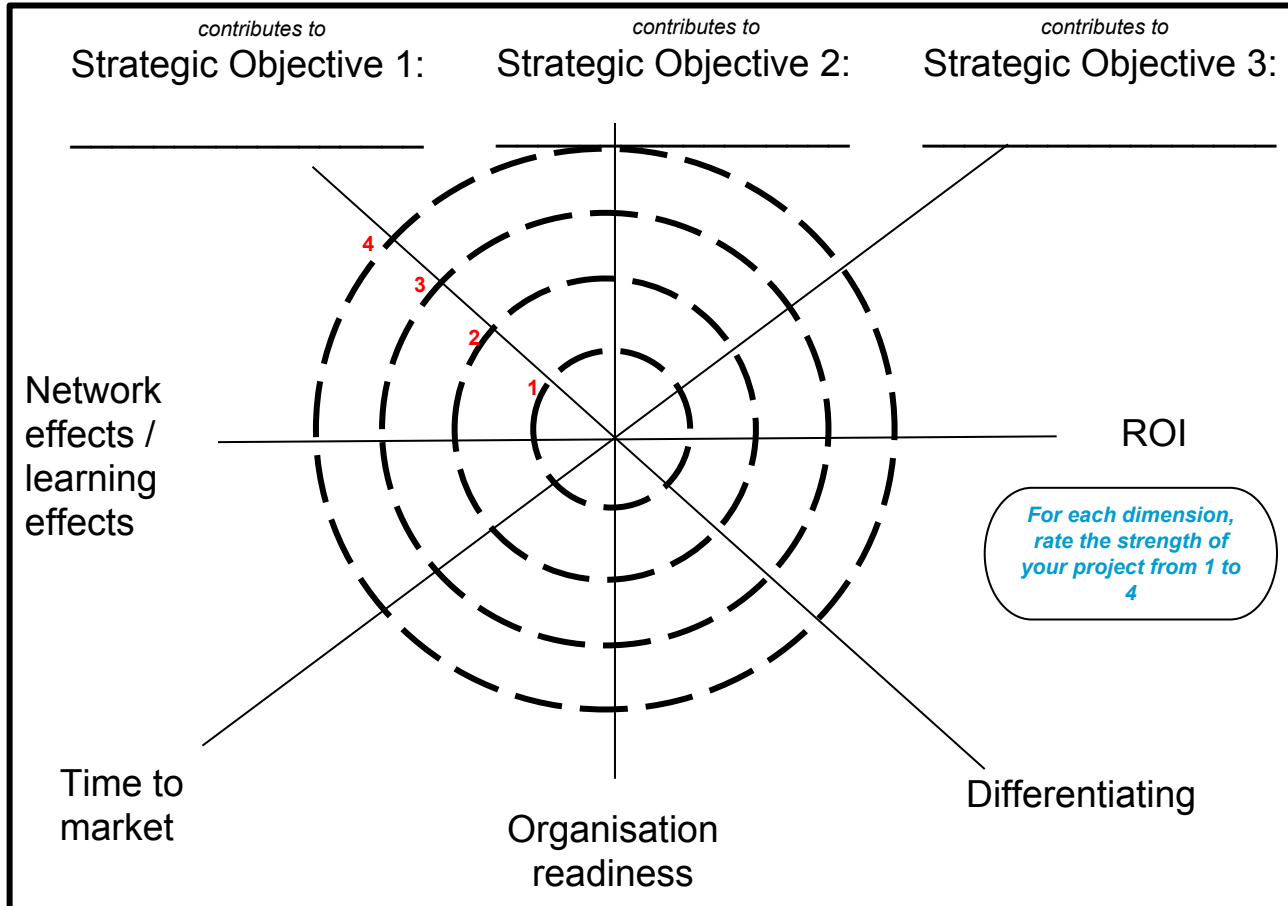 contributes to
Strategic Objective 1:
contributes to
Strategic Objective 2:
contributes to
Strategic Objective 3:
4
3
2
1
Network
effects /
learning
effects
ROI
For each dimension,
rate the strength of
your project from 1 to
4
Time to
market
Organisation
readiness
Differentiating